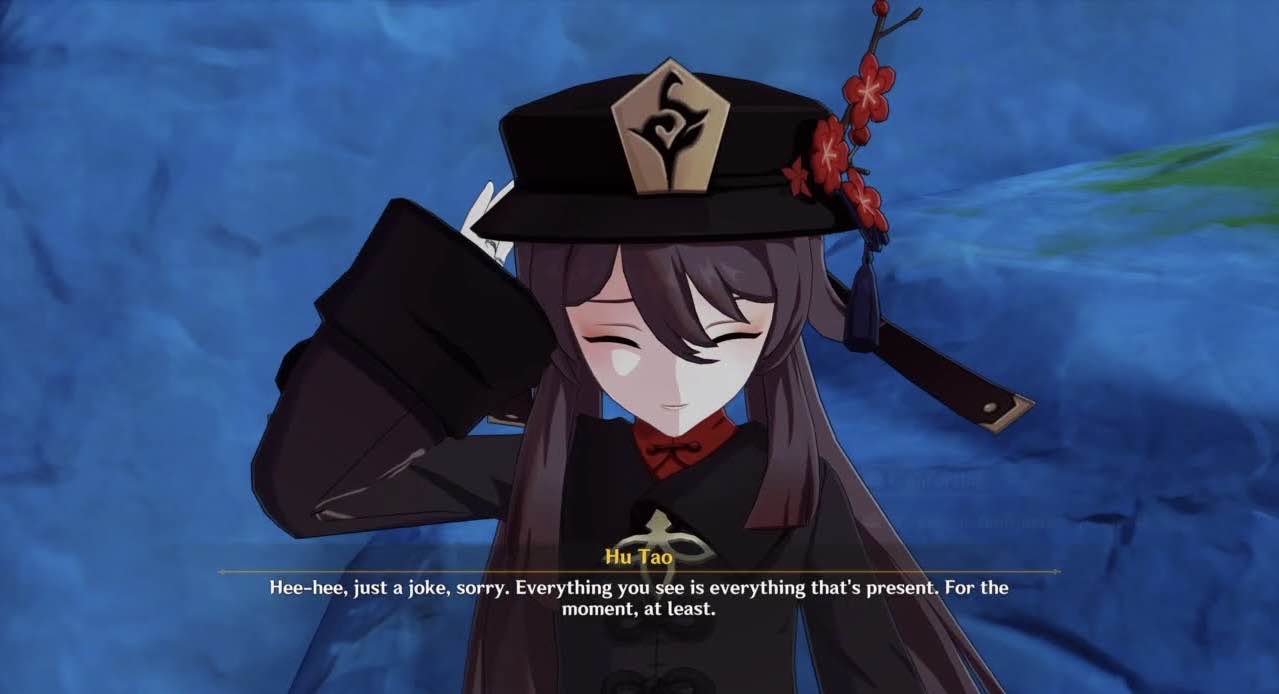 Hu Tao
Hee-hee, just a joke, sorry. Everything you see is everything that's present. For the
moment, at least.